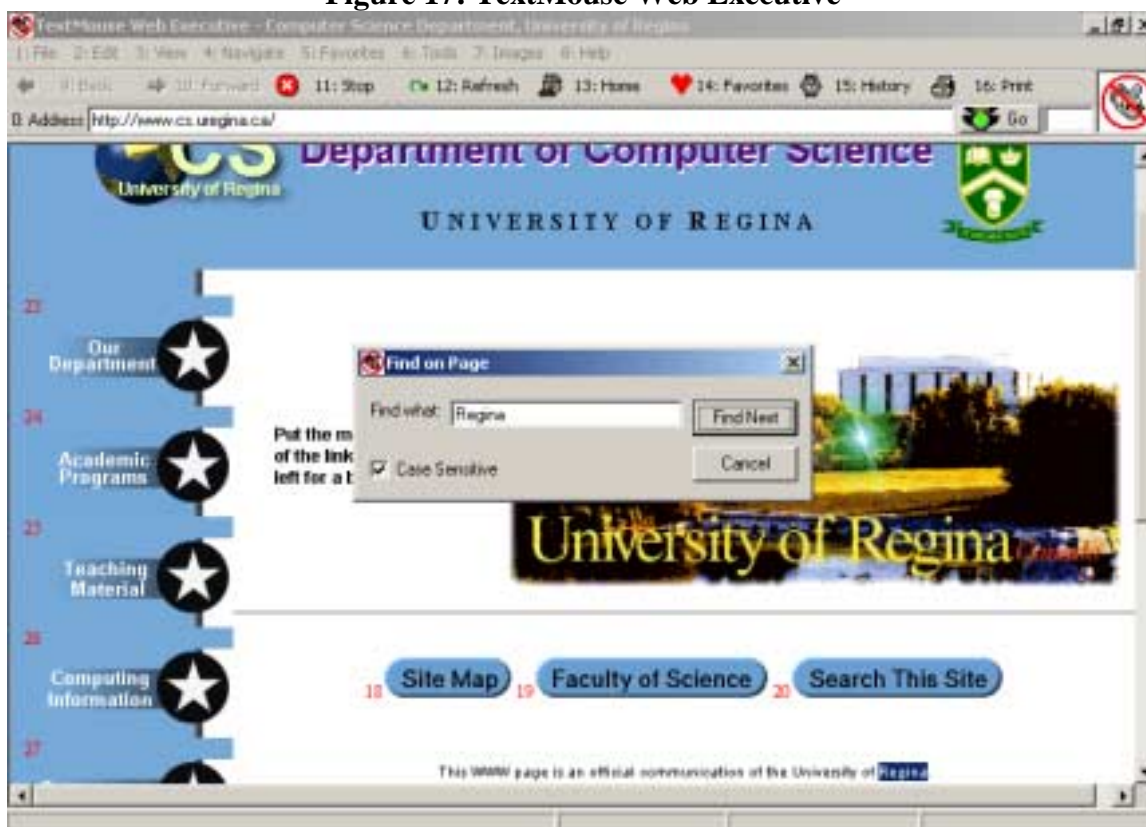 Figure 17: TextMouse Web Executive
TextMouse Web Executive - Computer Science Department, University of Regina
1: File 2: Edit 3: View 4: Navigate 5: Favorites 6: Tools 7: Images 8: Help
9: Back 10: Forward 11: Stop 12: Refresh 13: Home 14: Favorites 15: History 16: Print
Address http://www.cs.uregina.ca/ Go
CS Department of Computer Science
University of Regina
UNIVERSITY OF REGINA
Our
Department
24
Academic
Programs
Teaching
Material
Computing
Information
27
Find on Page
Find what: Regina Find Next
Case Sensitive Cancel
Put the m
of the link
left for a b
University of Regina
18 Site Map 19 Faculty of Science 20 Search This Site
This WWW page is an official communication of the University of Regina